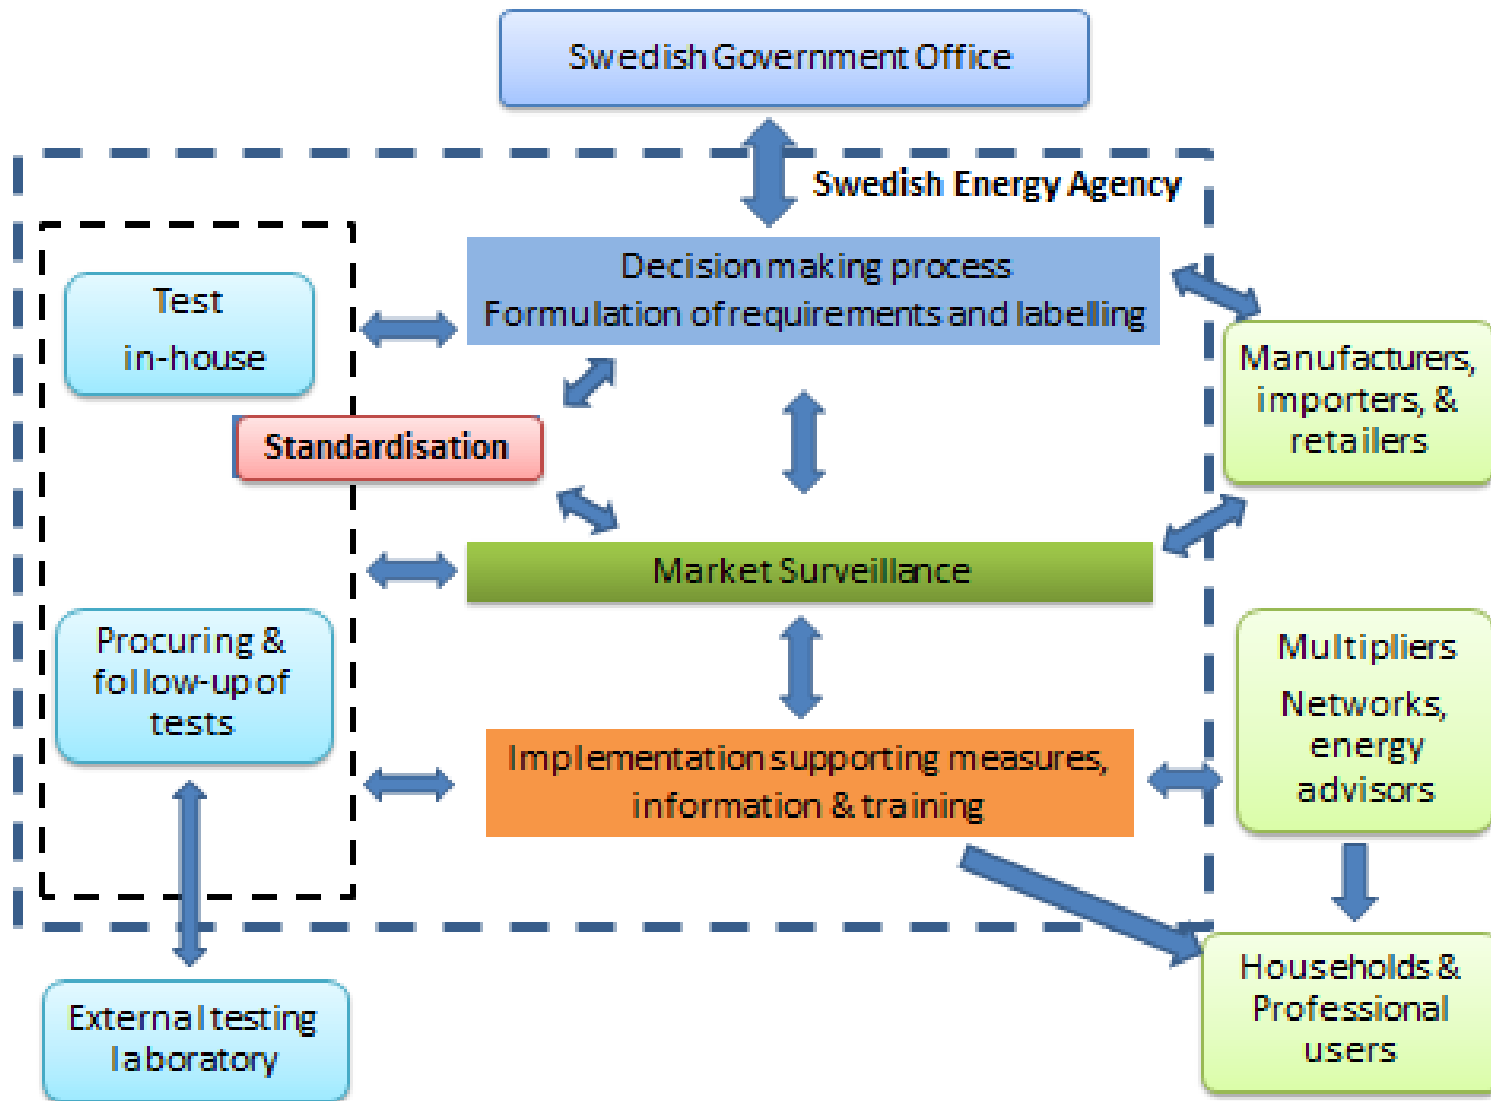 Swedish Government Office
Swedish Energy Agency
Decision making process
Formulation of requirements and labelling
Test
in-house
Manufacturers,
importers, &
retailers
Standardisation
Market Surveillance
Procuring &
follow-up of
tests
Multipliers
Networks,
energy
advisors
Implementation supporting measures,
information & training
Households &
Professional
users
External testing
laboratory